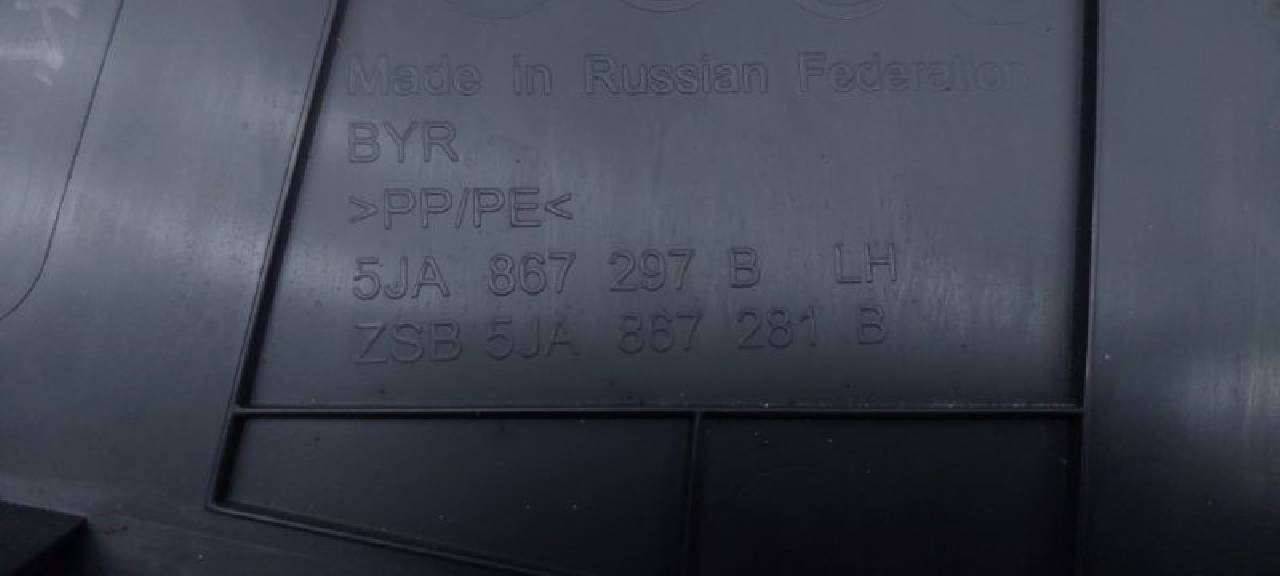 Made in Russian Federation
BYR
>PP/PE<
5JA 867 297 B LH
ZSB 5JA 867 281 B